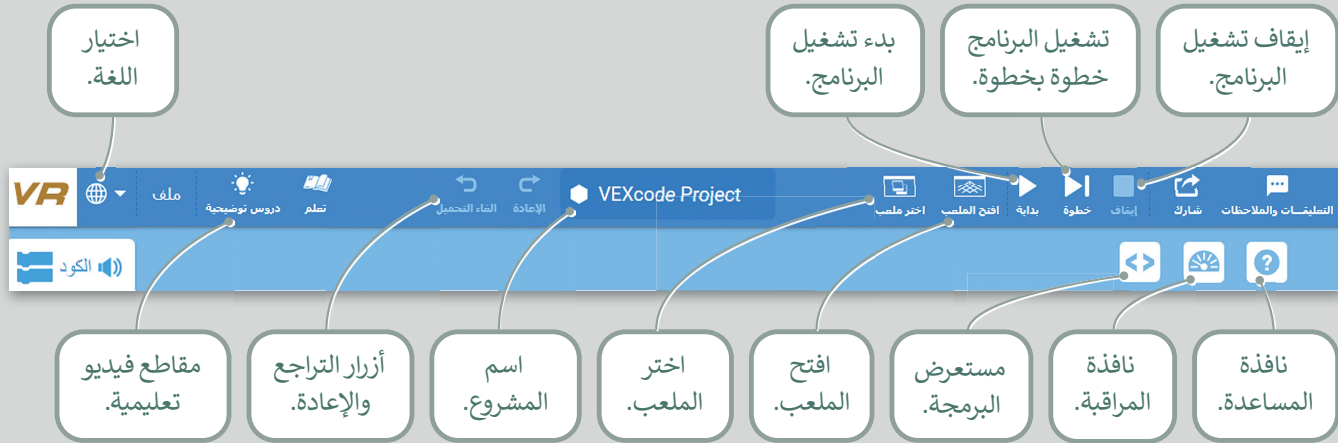 إيقاف تشغيل
البرنامج.
تشغيل البرنامج
خطوة بخطوة.
بدء تشغيل
البرنامج.
اختيار
اللغة.
VR
ملف
دروس توضيحية
تعلم
الغاء التحميل
الإعادة
VEXcode Project
اختر ملعب
افتح الملعب
بداية
خطوة
إيقاف
شارك
التعليقات والملاحظات
الكود
نافذة
المساعدة.
نافذة
المراقبة.
مستعرض
البرمجة.
افتح
الملعب.
اختر
الملعب.
اسم
المشروع.
أزرار التراجع
والإعادة.
مقاطع فيديو
تعليمية.